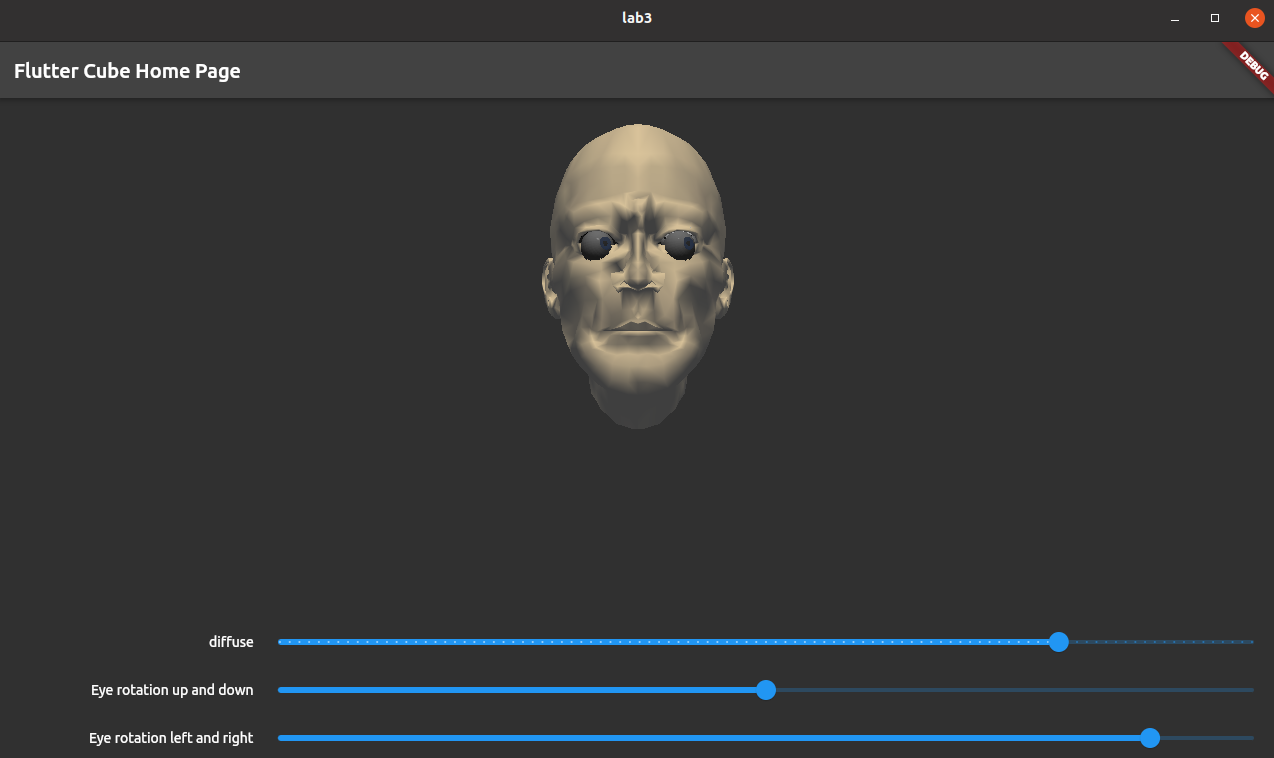 lab3
Flutter Cube Home Page
DEBUG
diffuse
Eye rotation up and down
Eye rotation left and right